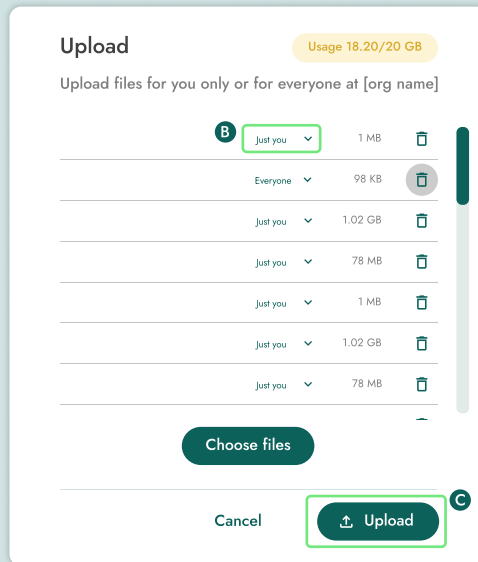 Upload
Usage 18.20/20 GB
Upload files for you only or for everyone at [org name]
B
Just you 1 MB
Everyone 98 KB
Just you 1.02 GB
Just you 78 MB
Just you 1 MB
Just you 1.02 GB
Just you 78 MB
Choose files
C
Cancel Upload